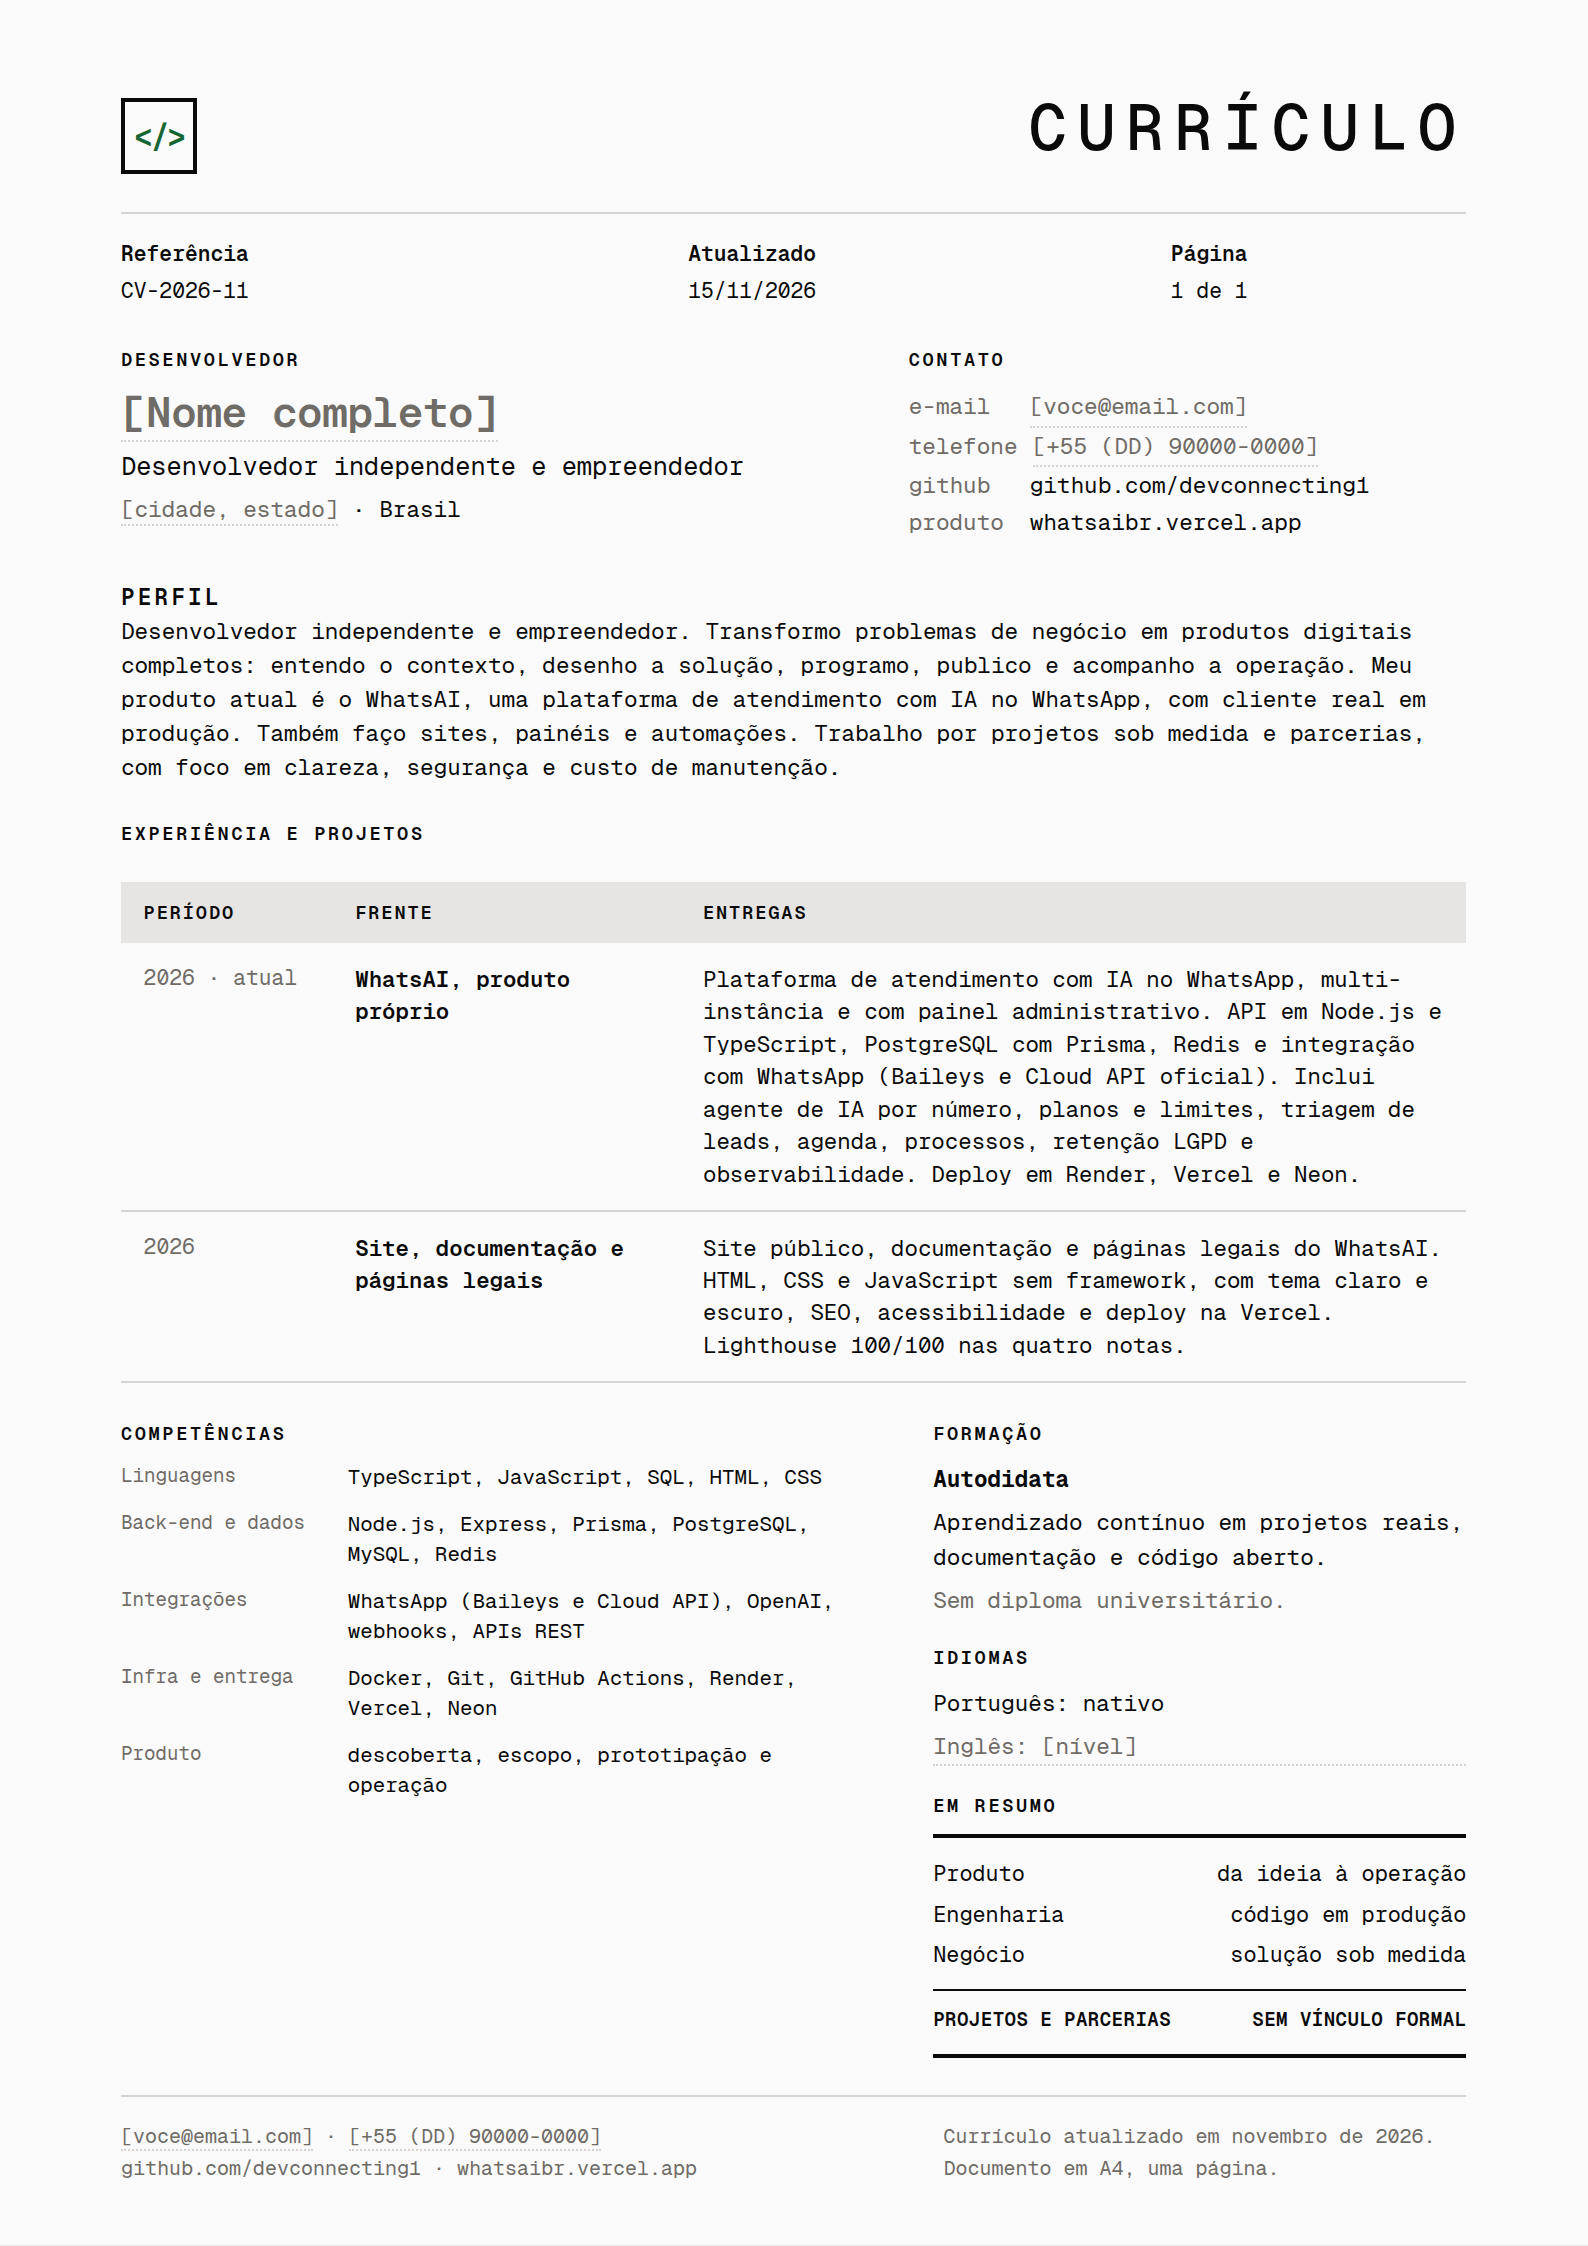 </>
CURRÍCULO
Referência
CV-2026-11
Atualizado
15/11/2026
Página
1 de 1
DESENVOLVEDOR
[Nome completo]
Desenvolvedor independente e empreendedor
[cidade, estado] · Brasil
CONTATO
e-mail [voce@email.com]
telefone [+55 (DD) 90000-0000]
github github.com/devconnecting1
produto whatsaibr.vercel.app
PERFIL
Desenvolvedor independente e empreendedor. Transformo problemas de negócio em produtos digitais
completos: entendo o contexto, desenho a solução, programo, publico e acompanho a operação. Meu
produto atual é o WhatsAI, uma plataforma de atendimento com IA no WhatsApp, com cliente real em
produção. Também faço sites, painéis e automações. Trabalho por projetos sob medida e parcerias,
com foco em clareza, segurança e custo de manutenção.
EXPERIÊNCIA E PROJETOS
PERÍODO FRENTE ENTREGAS
2026 · atual
WhatsAI, produto
próprio
Plataforma de atendimento com IA no WhatsApp, multi-
instância e com painel administrativo. API em Node.js e
TypeScript, PostgreSQL com Prisma, Redis e integração
com WhatsApp (Baileys e Cloud API oficial). Inclui
agente de IA por número, planos e limites, triagem de
leads, agenda, processos, retenção LGPD e
observabilidade. Deploy em Render, Vercel e Neon.
2026
Site, documentação e
páginas legais
Site público, documentação e páginas legais do WhatsAI.
HTML, CSS e JavaScript sem framework, com tema claro e
escuro, SEO, acessibilidade e deploy na Vercel.
Lighthouse 100/100 nas quatro notas.
COMPETÊNCIAS
Linguagens TypeScript, JavaScript, SQL, HTML, CSS
Back-end e dados Node.js, Express, Prisma, PostgreSQL,
MySQL, Redis
Integrações WhatsApp (Baileys e Cloud API), OpenAI,
webhooks, APIs REST
Infra e entrega Docker, Git, GitHub Actions, Render,
Vercel, Neon
Produto descoberta, escopo, prototipação e
operação
FORMAÇÃO
Autodidata
Aprendizado contínuo em projetos reais,
documentação e código aberto.
Sem diploma universitário.
IDIOMAS
Português: nativo
Inglês: [nível]
EM RESUMO
Produto da ideia à operação
Engenharia código em produção
Negócio solução sob medida
PROJETOS E PARCERIAS SEM VÍNCULO FORMAL
[voce@email.com] · [+55 (DD) 90000-0000]
github.com/devconnecting1 · whatsaibr.vercel.app
Currículo atualizado em novembro de 2026.
Documento em A4, uma página.